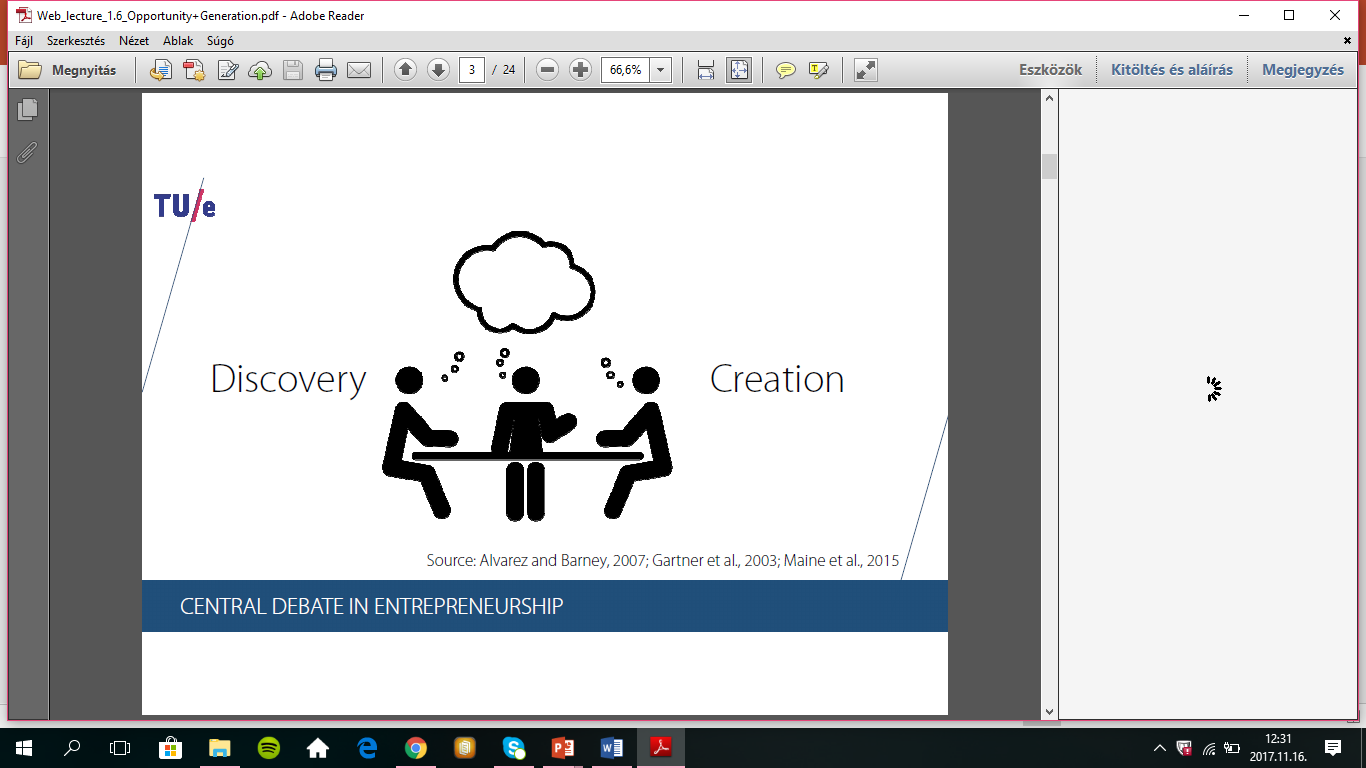 Web_lecture_1.6_Opportunity+Generation.pdf - Adobe Reader
Fájl Szerkesztés Nézet Ablak Súgó
Megnyitás 3 / 24 66,6% Eszközök Kitöltés és aláírás Megjegyzés
TU/e
Discovery Creation
Source: Alvarez and Barney, 2007; Gartner et al., 2003; Maine et al., 2015
CENTRAL DEBATE IN ENTREPRENEURSHIP
12:31
2017.11.16.